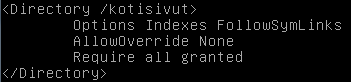 <Directory /kotisivut>
        Options Indexes FollowSymLinks
        AllowOverride None
        Require all granted
</Directory>